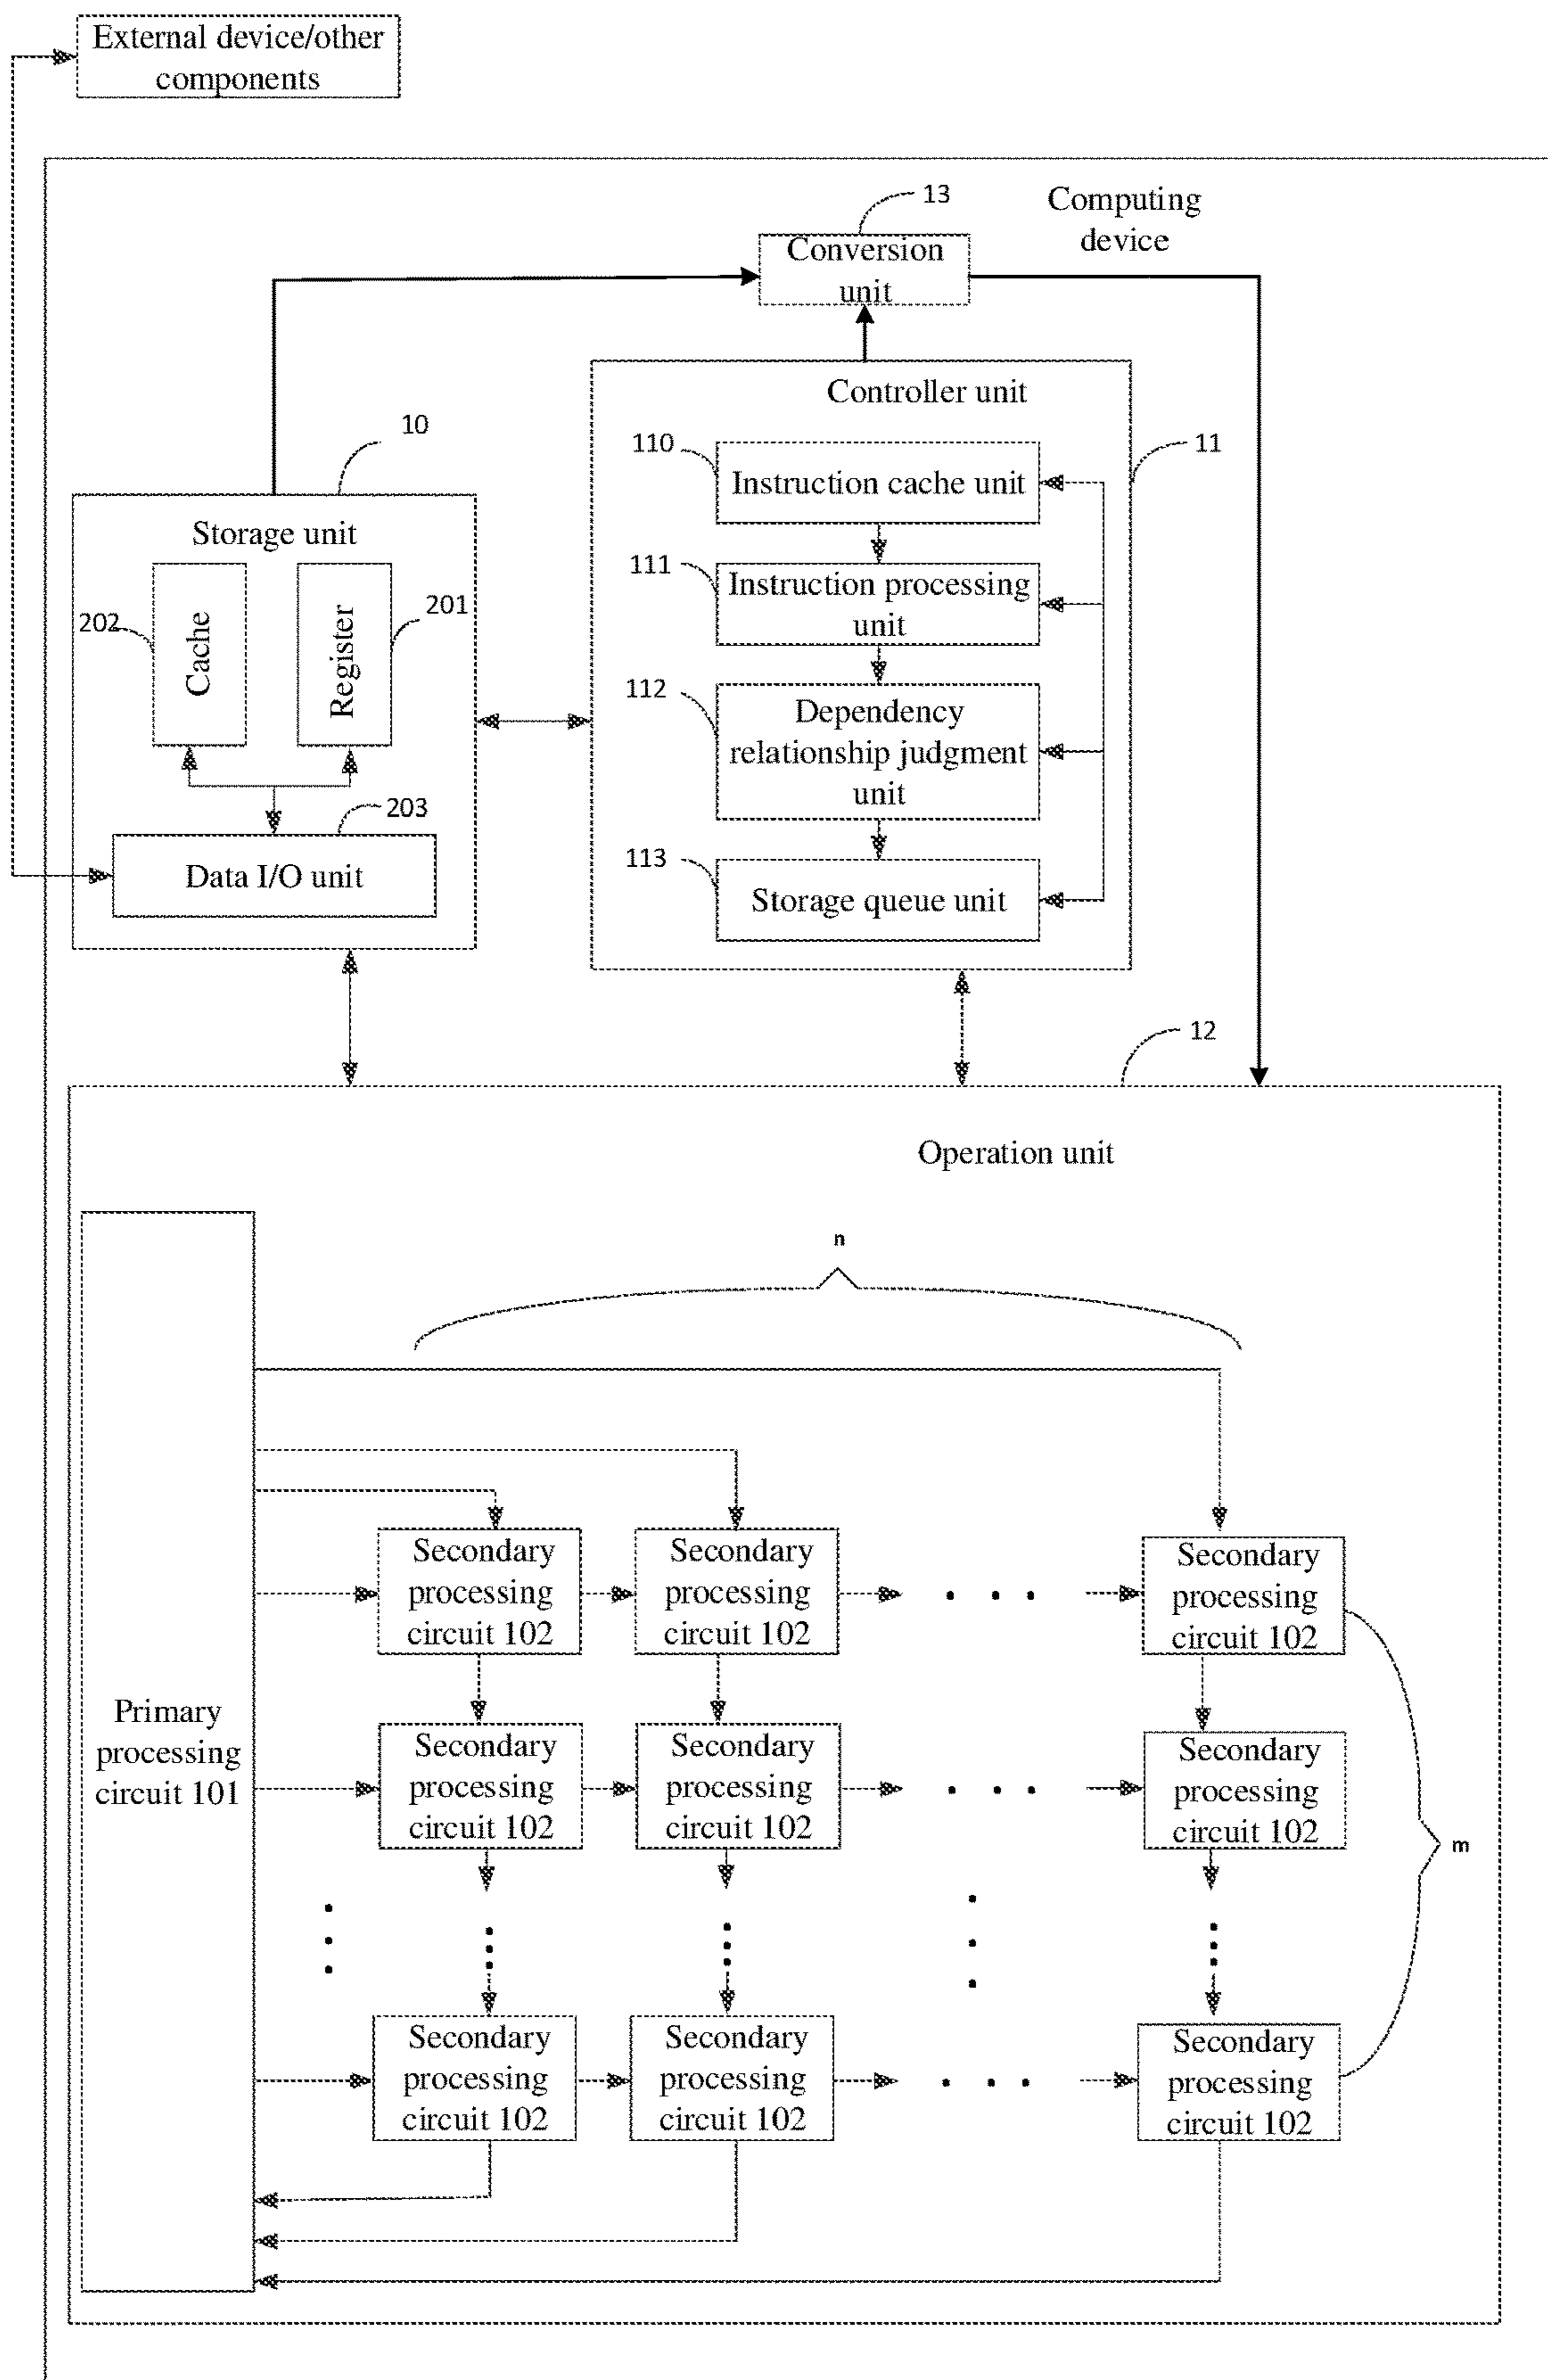 External device/other
components
13
Computing
device
Conversion
unit
Controller unit
10
110
11
Instruction cache unit
Storage unit
111
Instruction processing
unit
202
Cache
Register
201
112
Dependency
relationship judgment
unit
203
Data I/O unit
113
Storage queue unit
12
Operation unit
n
Secondary
processing
circuit 102
Secondary
processing
circuit 102
Secondary
processing
circuit 102
Primary
processing
circuit 101
Secondary
processing
circuit 102
Secondary
processing
circuit 102
Secondary
processing
circuit 102
m
Secondary
processing
circuit 102
Secondary
processing
circuit 102
Secondary
processing
circuit 102